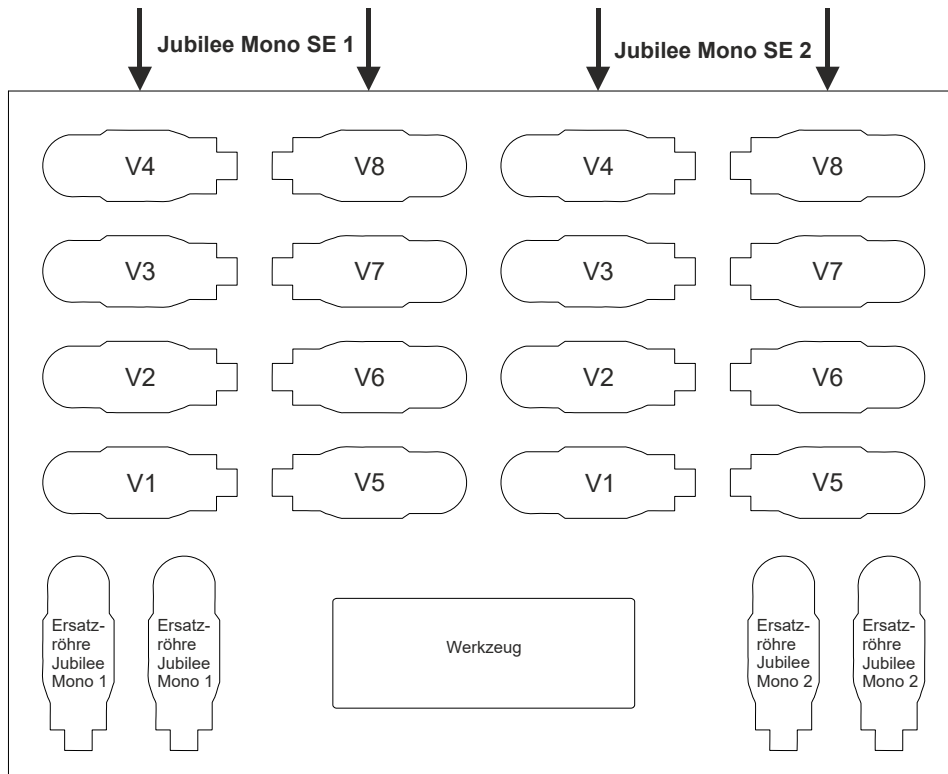 Jubilee Mono SE 1
Jubilee Mono SE 2
V4
V8
V4
V8
V3
V7
V3
V7
V2
V6
V2
V6
V1
V5
V1
V5
Ersatz-
röhre
Jubilee
Mono 1
Ersatz-
röhre
Jubilee
Mono 1
Werkzeug
Ersatz-
röhre
Jubilee
Mono 2
Ersatz-
röhre
Jubilee
Mono 2